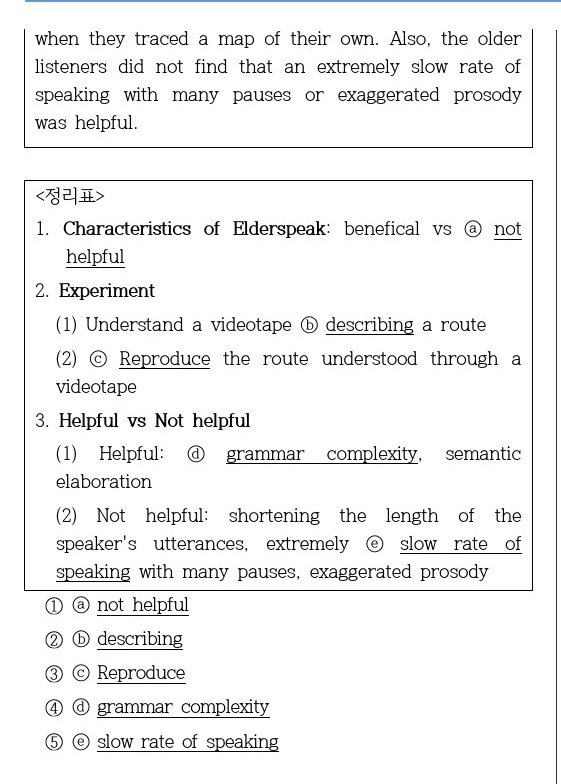 when they traced a map of their own. Also, the older
listeners did not find that an extremely slow rate of
speaking with many pauses or exaggerated prosody
was helpful.
<정리표>
1. Characteristics of Elderspeak: benefical vs ⓐ not
helpful
2. Experiment
(1) Understand a videotape ⓑ describing a route
(2) ⓒ Reproduce the route understood through a
videotape
3. Helpful vs Not helpful
(1) Helpful: ⓓ grammar complexity, semantic
elaboration
(2) Not helpful: shortening the length of the
speaker's utterances, extremely ⓔ slow rate of
speaking with many pauses, exaggerated prosody
① ⓐ not helpful
② ⓑ describing
③ ⓒ Reproduce
④ ⓓ grammar complexity
⑤ ⓔ slow rate of speaking